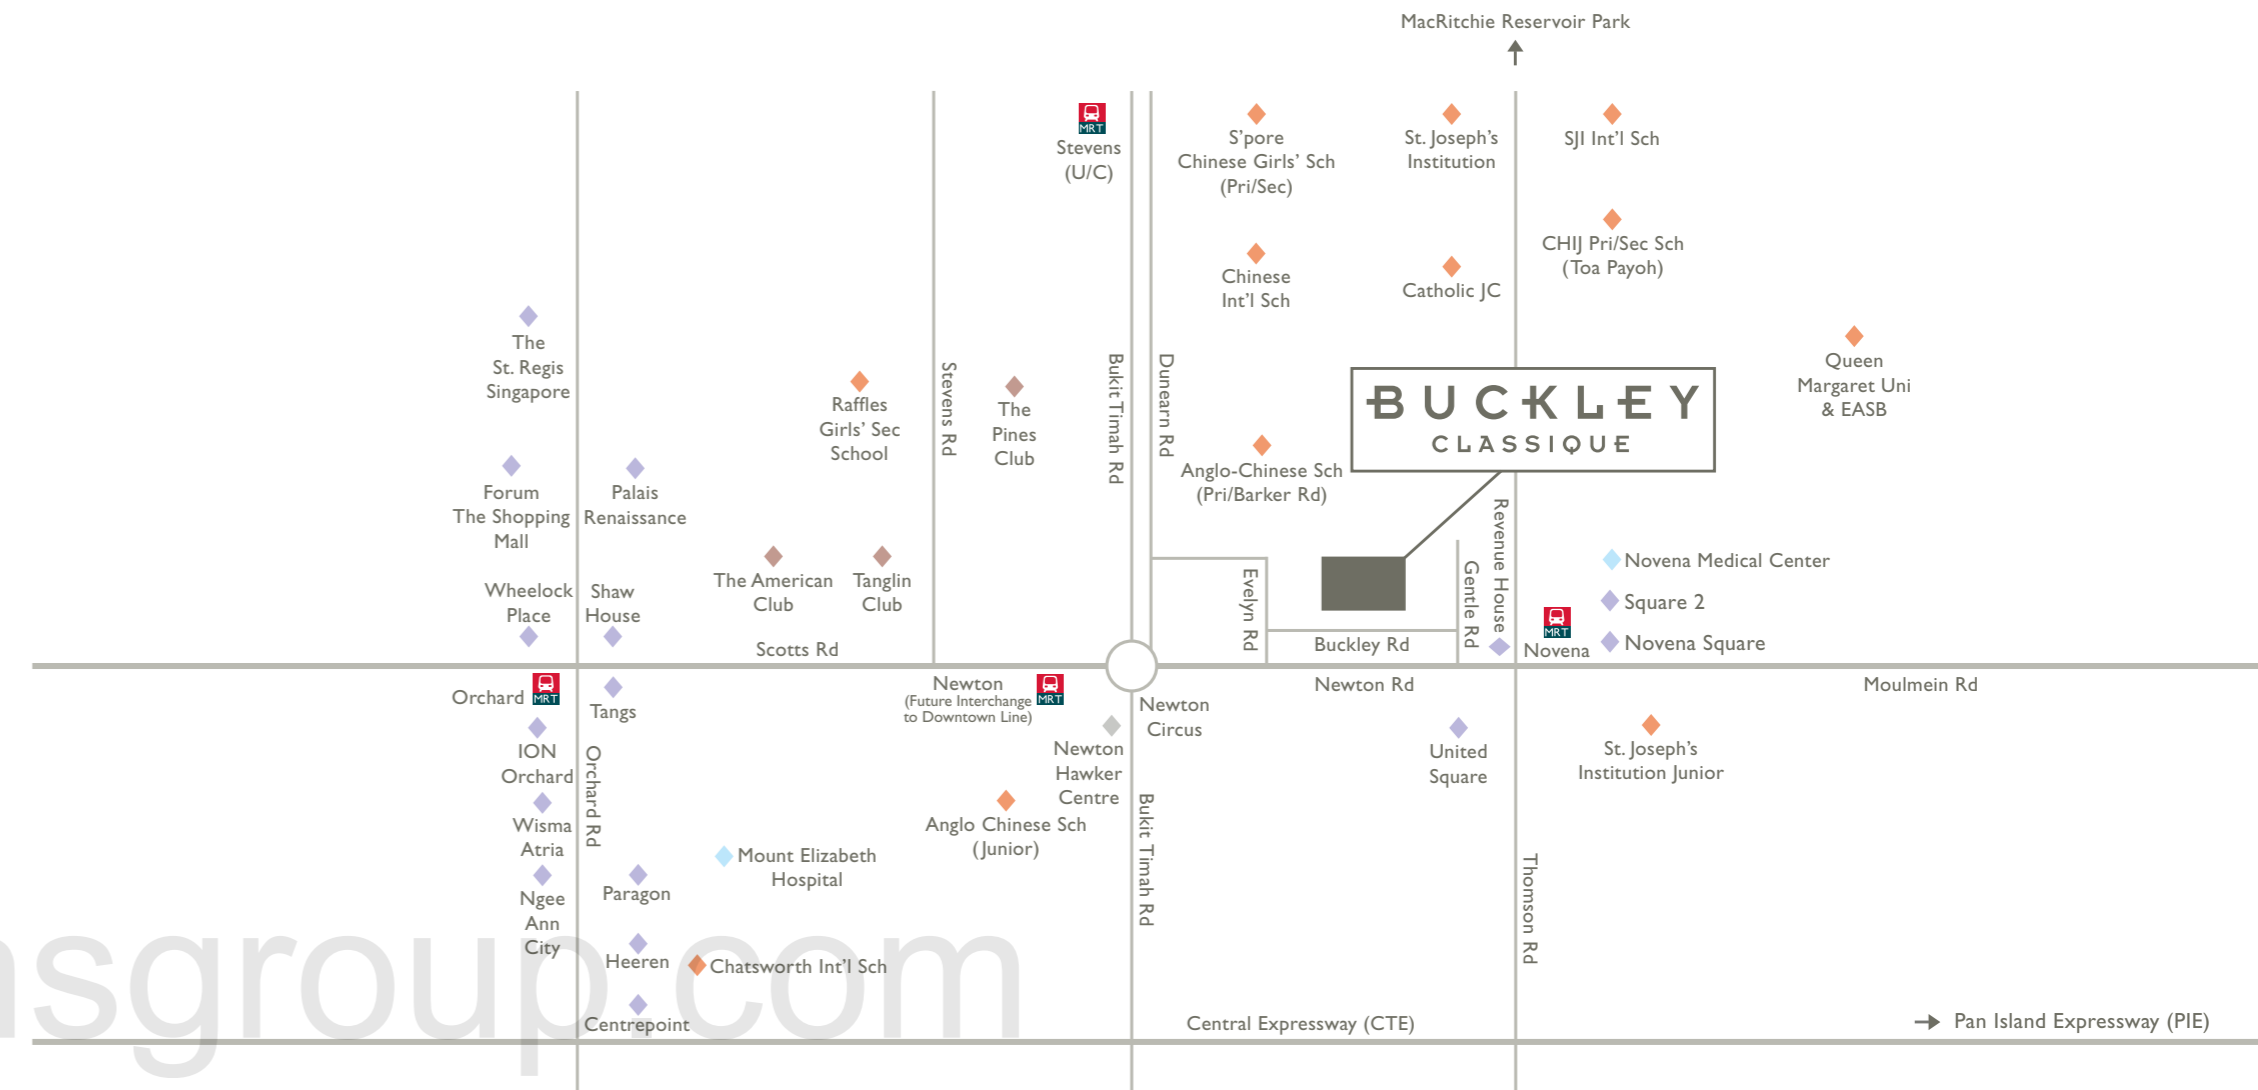 MacRitchie Reservoir Park
MRT
Stevens
(U/C)
S'pore
Chinese Girls' Sch
(Pri/Sec)
St. Joseph's
Institution
SJI Int'l Sch
CHIJ Pri/Sec Sch
(Toa Payoh)
Chinese
Int'l Sch
Catholic JC
The
St. Regis
Singapore
Raffles
Girls' Sec
School
Stevens Rd
The
Pines
Club
Bukit Timah Rd
Dunearn Rd
BUCKLEY
CLASSIQUE
Queen
Margaret Uni
& EASB
Anglo-Chinese Sch
(Pri/Barker Rd)
Forum
The Shopping
Mall
Palais
Renaissance
Revenue House
Novena Medical Center
The American
Club
Tanglin
Club
Evelyn Rd
Gentle Rd
Wheelock
Place
Shaw
House
Square 2
MRT
Novena
Novena Square
Scotts Rd
Buckley Rd
Orchard
MRT
Tangs
Newton
(Future Interchange
to Downtown Line)
MRT
Newton
Circus
Newton Rd
Moulmein Rd
ION
Orchard
Orchard Rd
Newton
Hawker
Centre
United
Square
St. Joseph's
Institution Junior
Wisma
Atria
Anglo Chinese Sch
(Junior)
Bukit Timah Rd
Mount Elizabeth
Hospital
Thomson Rd
Ngee
Ann
City
Paragon
Heeren
Chatsworth Int'l Sch
Centrepoint
nsgroup.com
Central Expressway (CTE)
Pan Island Expressway (PIE)